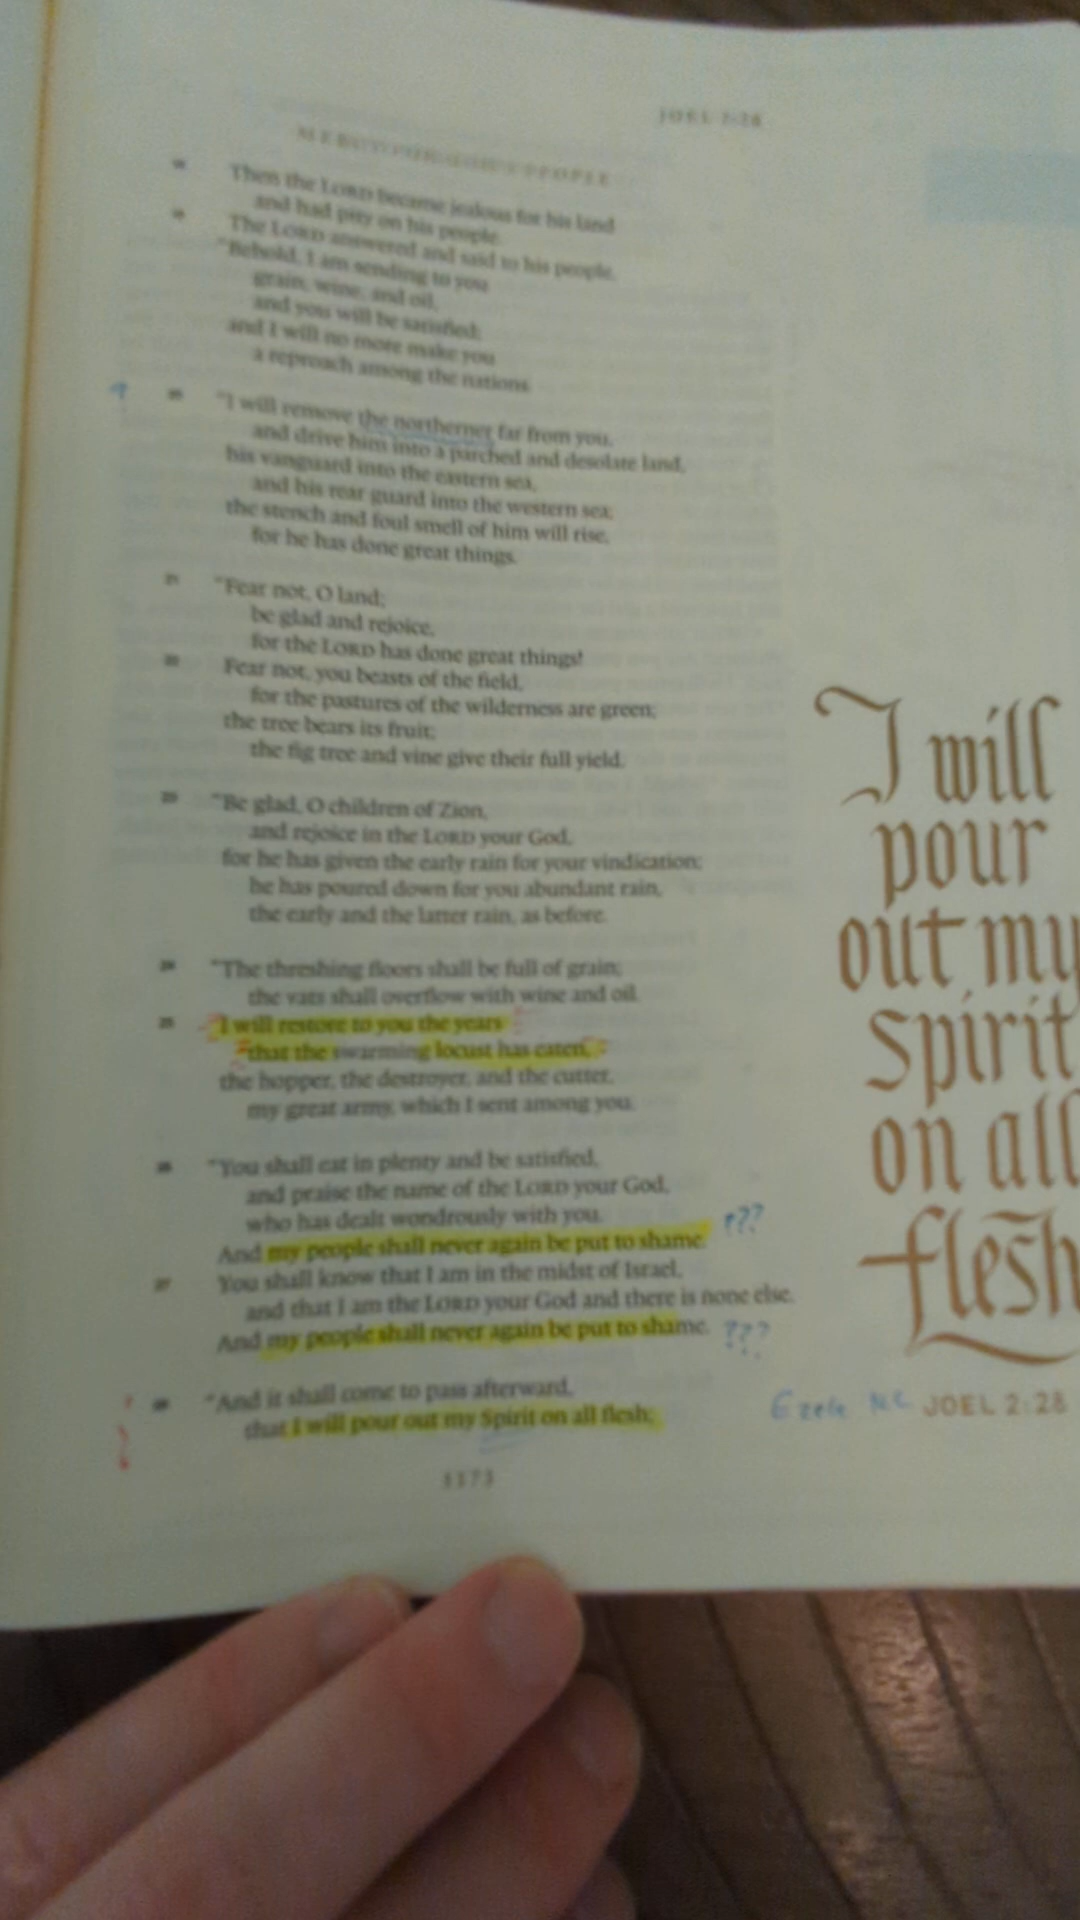 JOEL 2:28
Then the LORD became jealous for his land
and had pity on his people.
The LORD answered and said to his people,
"Behold, I am sending to you
grain, wine, and oil,
and you will be satisfied;
and I will no more make you
a reproach among the nations.
"I will remove the northerner far from you,
and drive him into a parched and desolate land,
his vanguard into the eastern sea,
and his rear guard into the western sea;
the stench and foul smell of him will rise,
for he has done great things.
21 "Fear not, O land;
be glad and rejoice,
for the LORD has done great things!
22 Fear not, you beasts of the field,
for the pastures of the wilderness are green;
the tree bears its fruit;
the fig tree and vine give their full yield.
23 "Be glad, O children of Zion,
and rejoice in the LORD your God,
for he has given the early rain for your vindication;
he has poured down for you abundant rain,
the early and the latter rain, as before.
24 "The threshing floors shall be full of grain;
the vats shall overflow with wine and oil.
25 I will restore to you the years
that the swarming locust has eaten,
the hopper, the destroyer, and the cutter,
my great army, which I sent among you.
26 "You shall eat in plenty and be satisfied,
and praise the name of the LORD your God,
who has dealt wondrously with you.
And my people shall never again be put to shame. ???
27 You shall know that I am in the midst of Israel,
and that I am the LORD your God and there is none else.
And my people shall never again be put to shame. ???
28 "And it shall come to pass afterward,
that I will pour out my Spirit on all flesh;
I will
pour
out my
spirit
on all
flesh
JOEL 2:28